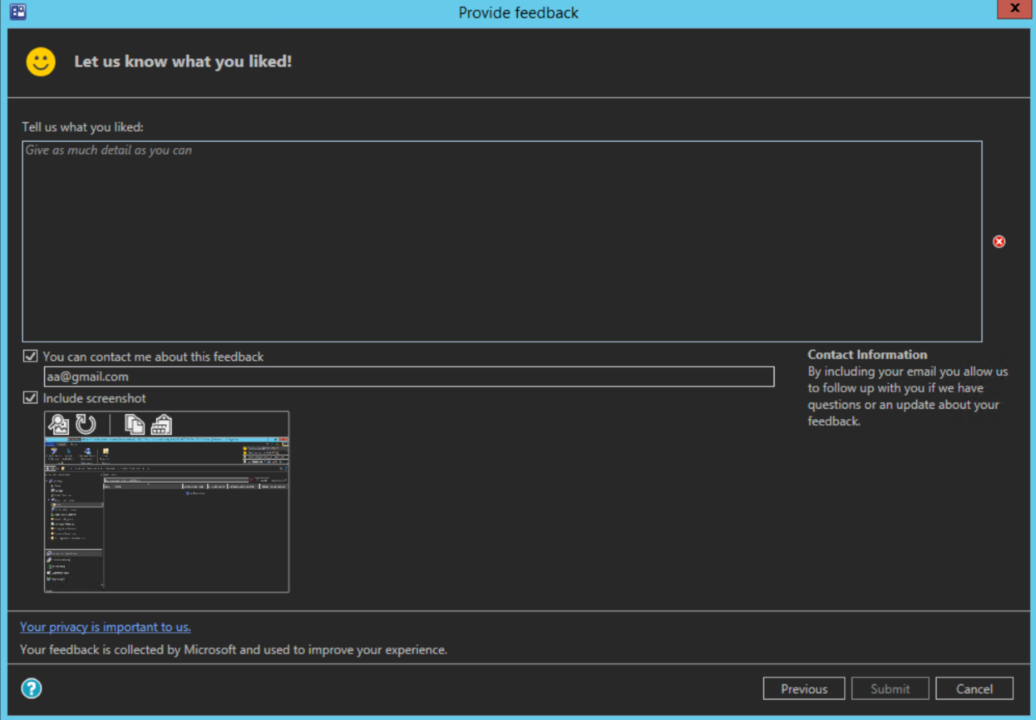 Provide feedback
x
Let us know what you liked!
Tell us what you liked:
Give as much detail as you can
You can contact me about this feedback
aa@gmail.com
Contact Information
By including your email you allow us
to follow up with you if we have
questions or an update about your
feedback.
Include screenshot
Your privacy is important to us.
Your feedback is collected by Microsoft and used to improve your experience.
?
Previous
Submit
Cancel